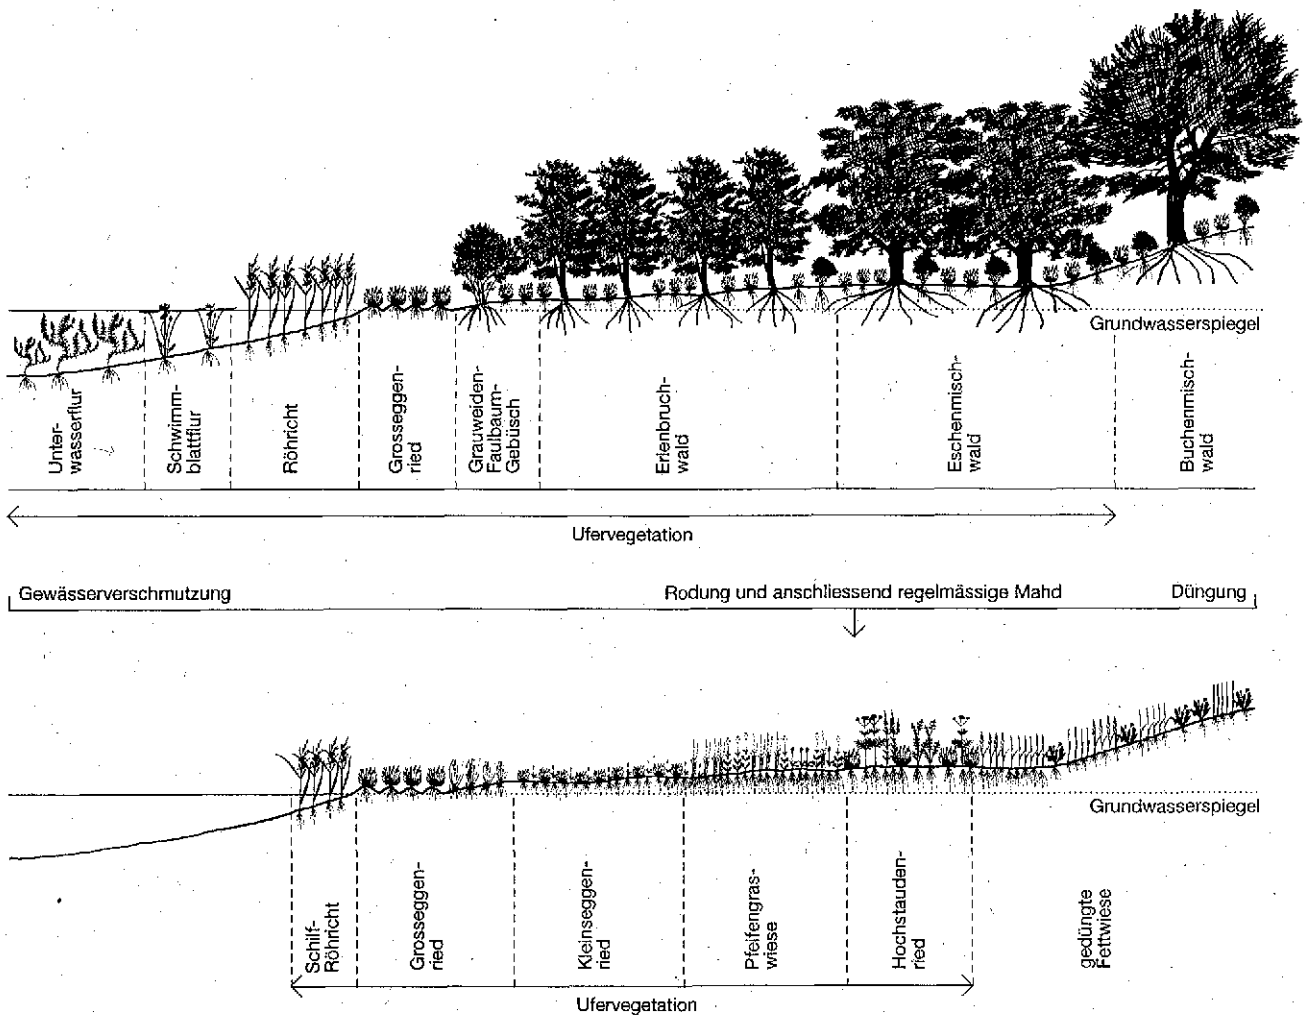 Grundwasserspiegel
Unter-
wasserflur
Schwimm-
blattflur
Röhricht
Grosseggen-
ried
Grauweiden-
Faulbaum-
Gebüsch
Erlenbruch-
wald
Eschenmisch-
wald
Buchenmisch-
wald
Ufervegetation
Gewässerverschmutzung
Rodung und anschliessend regelmässige Mahd
Düngung
Grundwasserspiegel
Schilf-
Röhricht
Grosseggen-
ried
Kleinseggen-
ried
Pfeifengras-
wiese
Hochstauden-
ried
gedüngte
Fettwiese
Ufervegetation